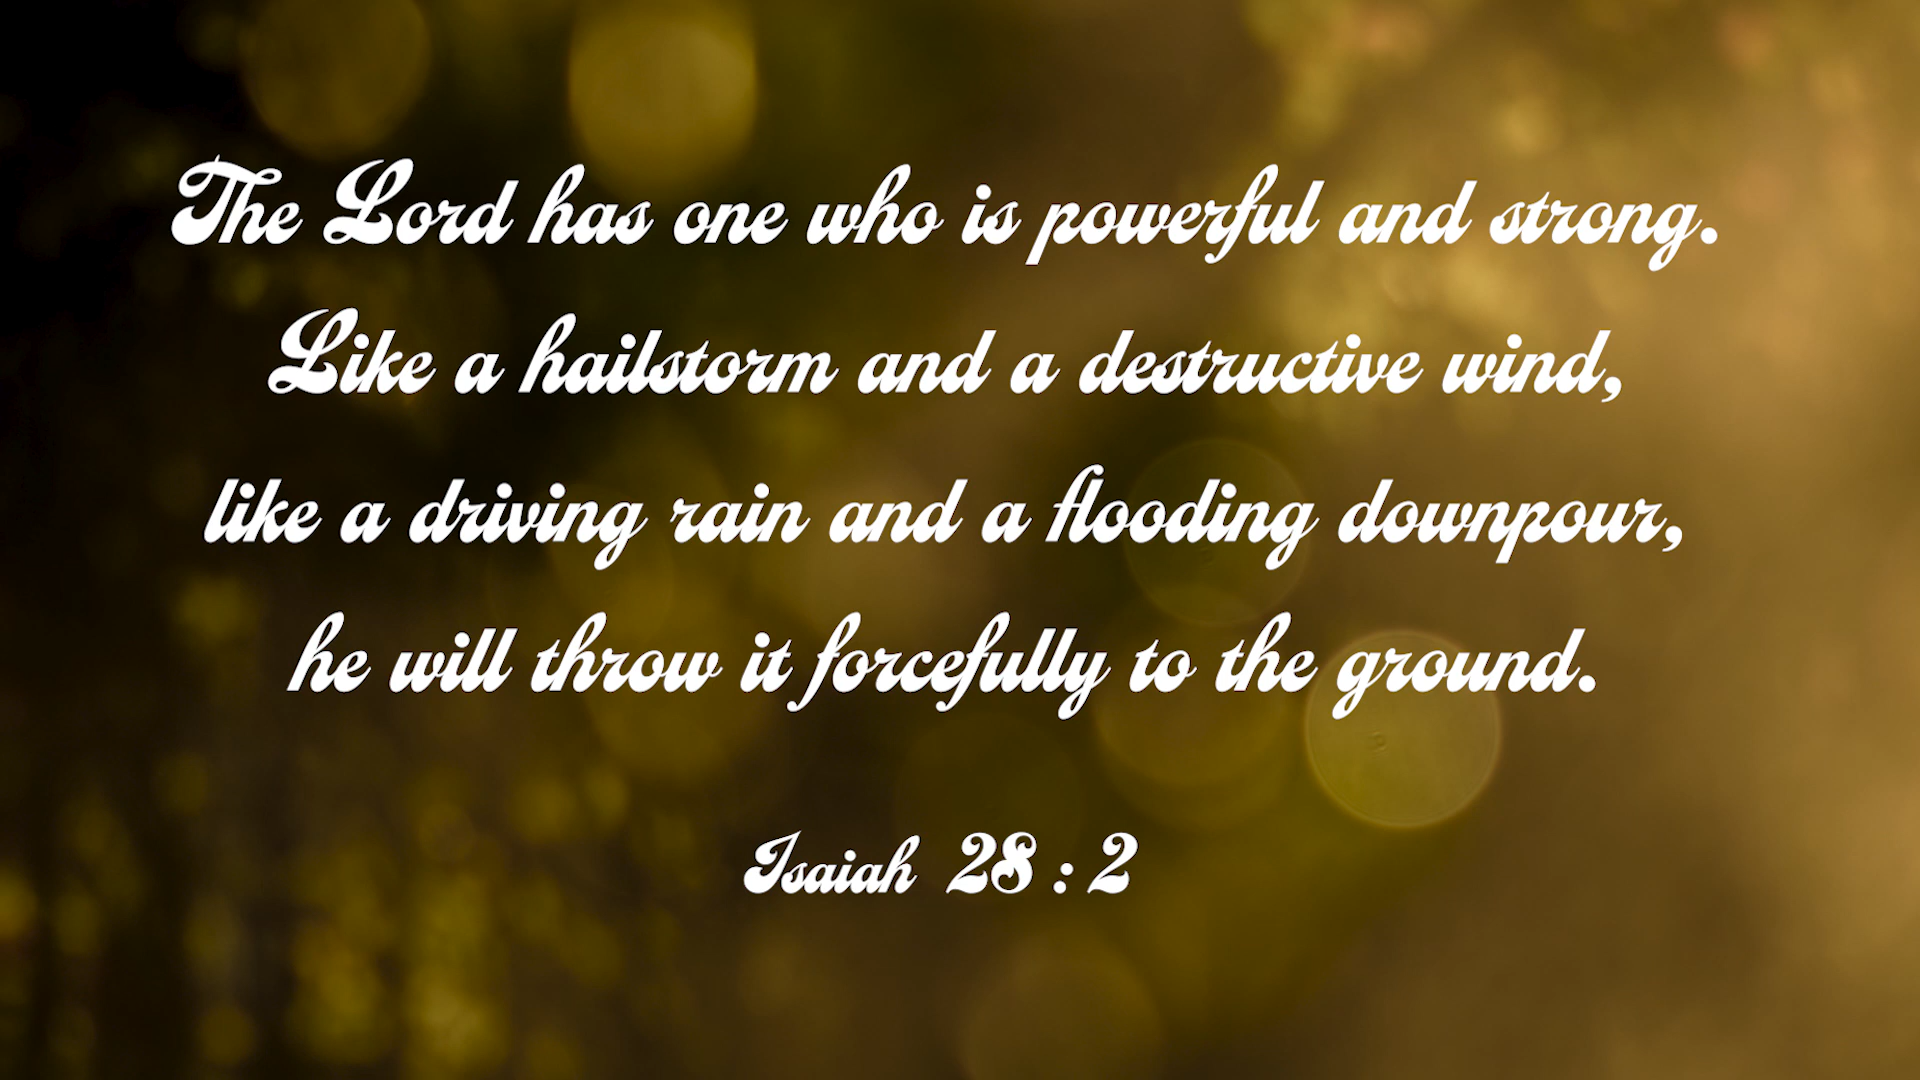 The Lord has one who is powerful and strong.
Like a hailstorm and a destructive wind,
like a driving rain and a flooding downpour,
he will throw it forcefully to the ground.
Isaiah 28 : 2